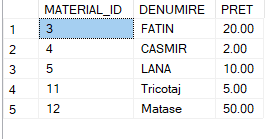 MATERIAL_ID DENUMIRE PRET
1 3 FATIN 20.00
2 4 CASMIR 2.00
3 5 LANA 10.00
4 11 Tricotaj 5.00
5 12 Matase 50.00